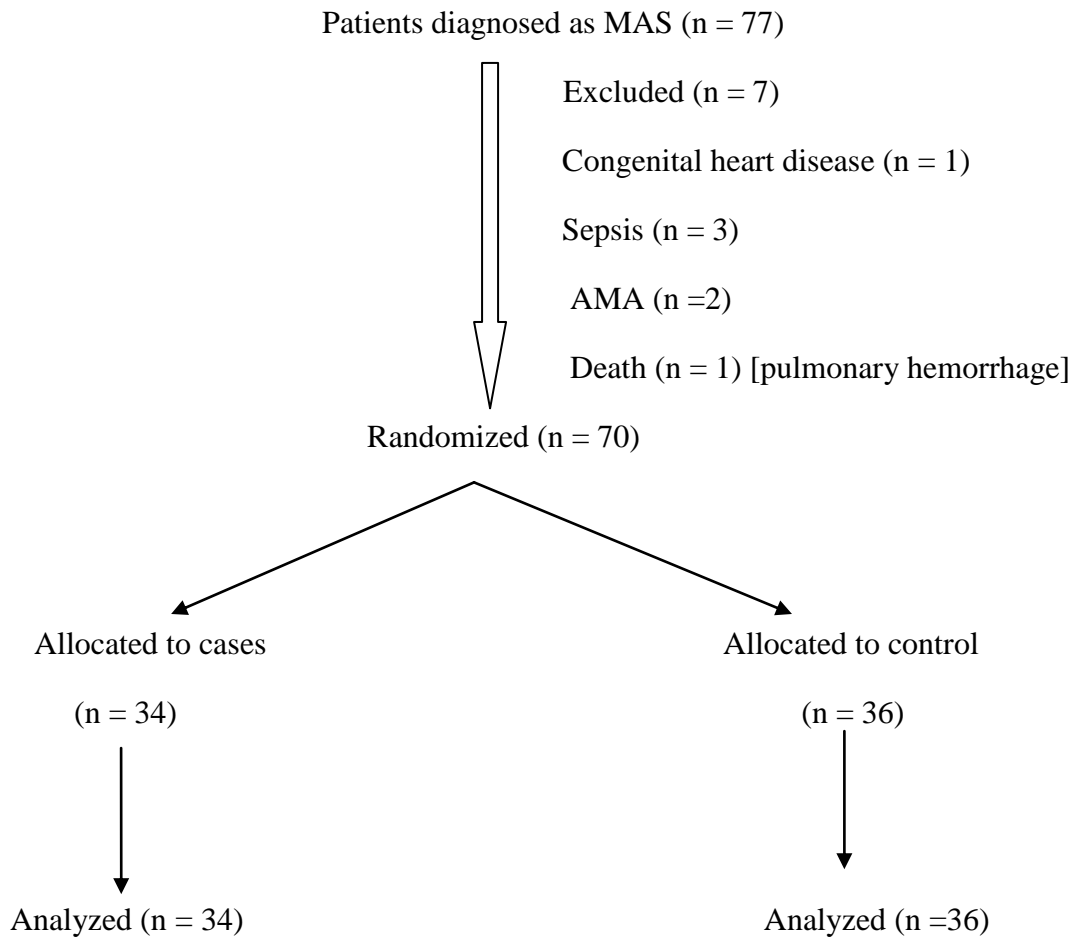 Patients diagnosed as MAS (n = 77)
Excluded (n = 7)
Congenital heart disease (n = 1)
Sepsis (n = 3)
AMA (n =2)
Death (n = 1) [pulmonary hemorrhage]
Randomized (n = 70)
Allocated to cases
(n = 34)
Allocated to control
(n = 36)
Analyzed (n = 34)
Analyzed (n =36)